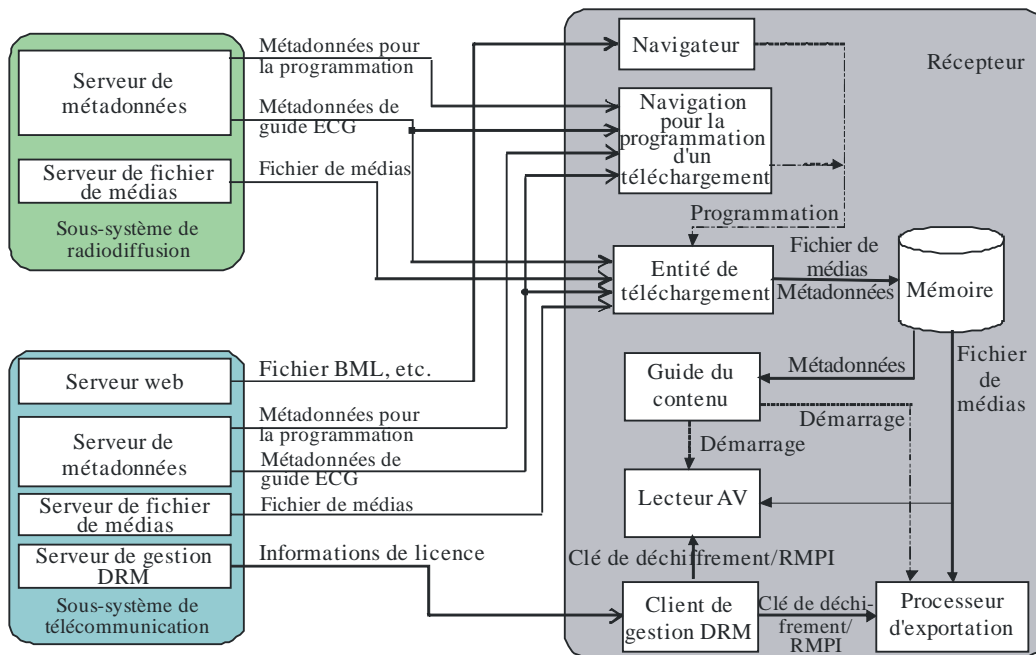 Serveur de
métadonnées
Serveur de fichier
de médias
Sous-système de
radiodiffusion
Métadonnées pour
la programmation
Métadonnées de
guide ECG
Fichier de médias
Serveur web
Serveur de
métadonnées
Serveur de fichier
de médias
Serveur de gestion
DRM
Sous-système de
télécommunication
Fichier BML, etc.
Métadonnées pour
la programmation
Métadonnées de
guide ECG
Fichier de médias
Informations de licence
Récepteur
Navigateur
Navigation
pour la
programmation
d'un
téléchargement
Programmation
Entité de
téléchargement
Fichier de
médias
Métadonnées
Mémoire
Métadonnées
Fichier
de
médias
Guide du
contenu
Démarrage
Démarrage
Lecteur AV
Clé de déchiffrement/RMPI
Client de
gestion DRM
Clé de déchi-
frement/
RMPI
Processeur
d'exportation